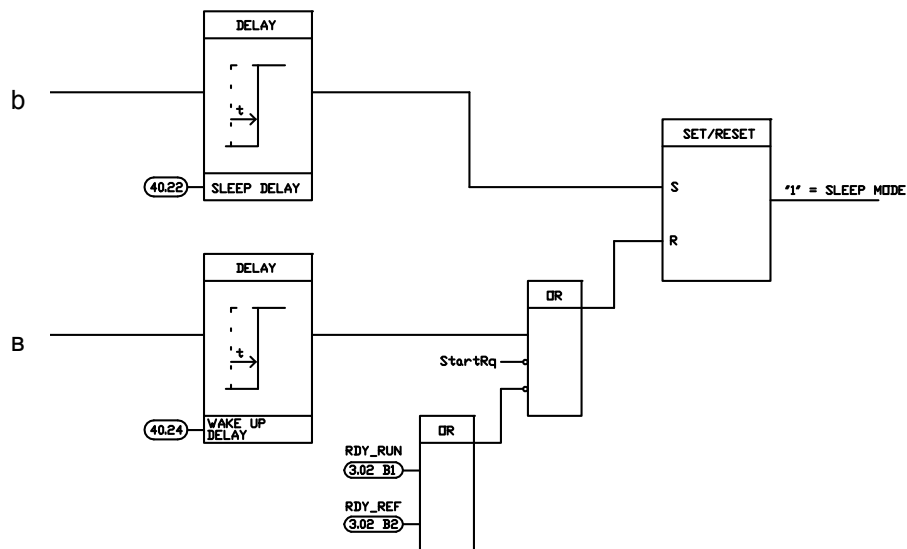 DELAY
b
t
40.22 SLEEP DELAY
SET/RESET
S
"1" = SLEEP MODE
R
DELAY
OR
в
t
StartRq
40.24 WAKE UP
DELAY
OR
RDY_RUN
3.02 B1
RDY_REF
3.02 B2